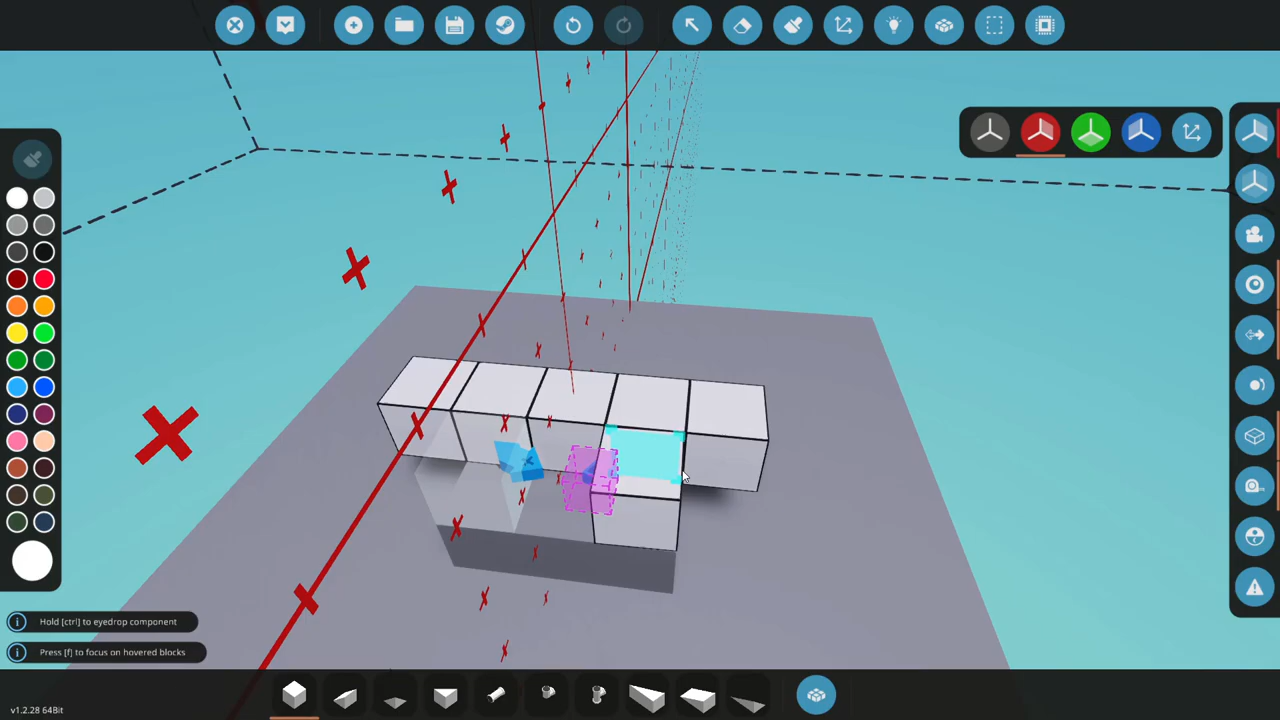 Hold [ctrl] to eyedrop component
Press [f] to focus on hovered blocks
v1.2.28 64Bit